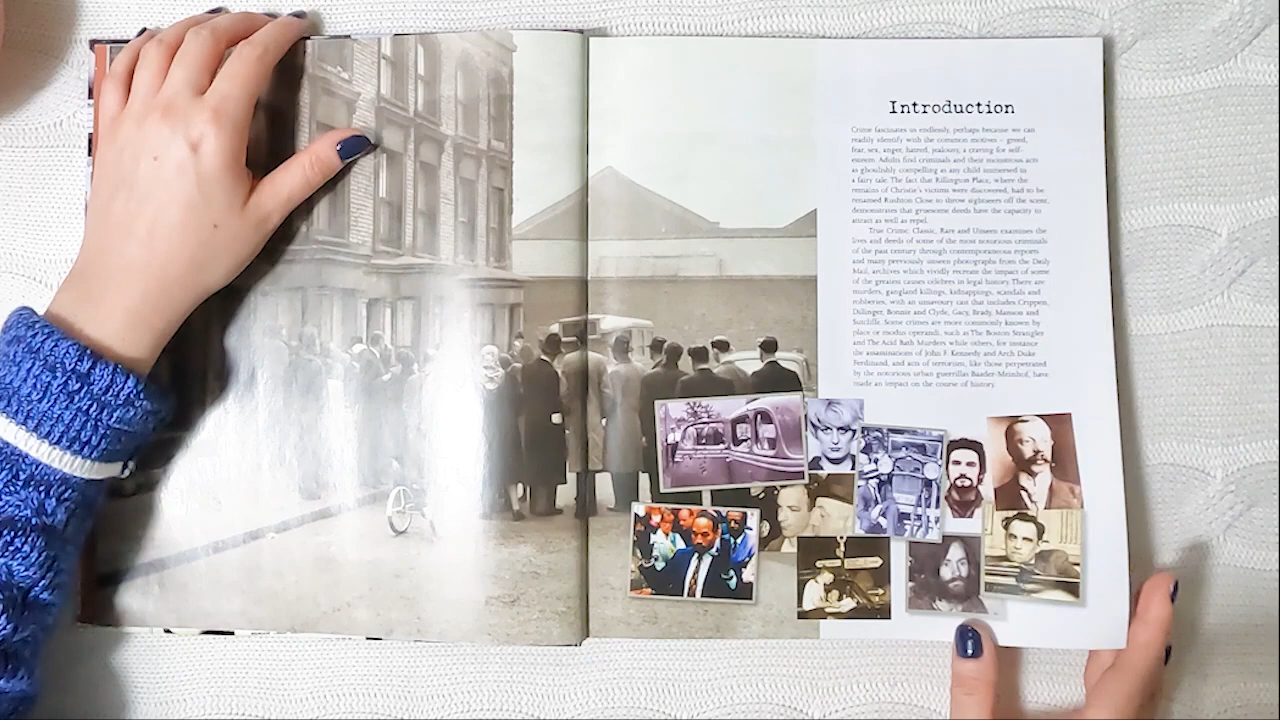 Introduction
Crime fascinates us endlessly, perhaps because we can
readily identify with the common motives – greed,
fear, sex, anger, hatred, jealousy, a craving for self-
esteem. Adults find criminals and their monstrous acts
as ghoulishly compelling as any child immersed in
a fairy tale. The fact that Rillington Place, where the
remains of Christie's victims were discovered, had to be
renamed Rushton Close to throw sightseers off the scent,
demonstrates that gruesome deeds have the capacity to
attract as well as repel.
True Crime: Classic, Rare and Unseen examines the
lives and deeds of some of the most notorious criminals
of the past century through contemporaneous reports
and many previously unseen photographs from the Daily
Mail, archives which vividly recreate the impact of some
of the greatest causes célèbres in legal history. There are
murders, gangland killings, kidnappings, scandals and
robberies, with an unsavoury cast that includes Crippen,
Dillinger, Bonnie and Clyde, Gacy, Brady, Manson and
Sutcliffe. Some crimes are more commonly known by
place or modus operandi, such as The Boston Strangler
and The Acid Bath Murders while others, for instance
the assassinations of John F. Kennedy and Arch Duke
Ferdinand, and acts of terrorism, like those perpetrated
by the notorious urban guerrillas Baader-Meinhof, have
made an impact on the course of history.